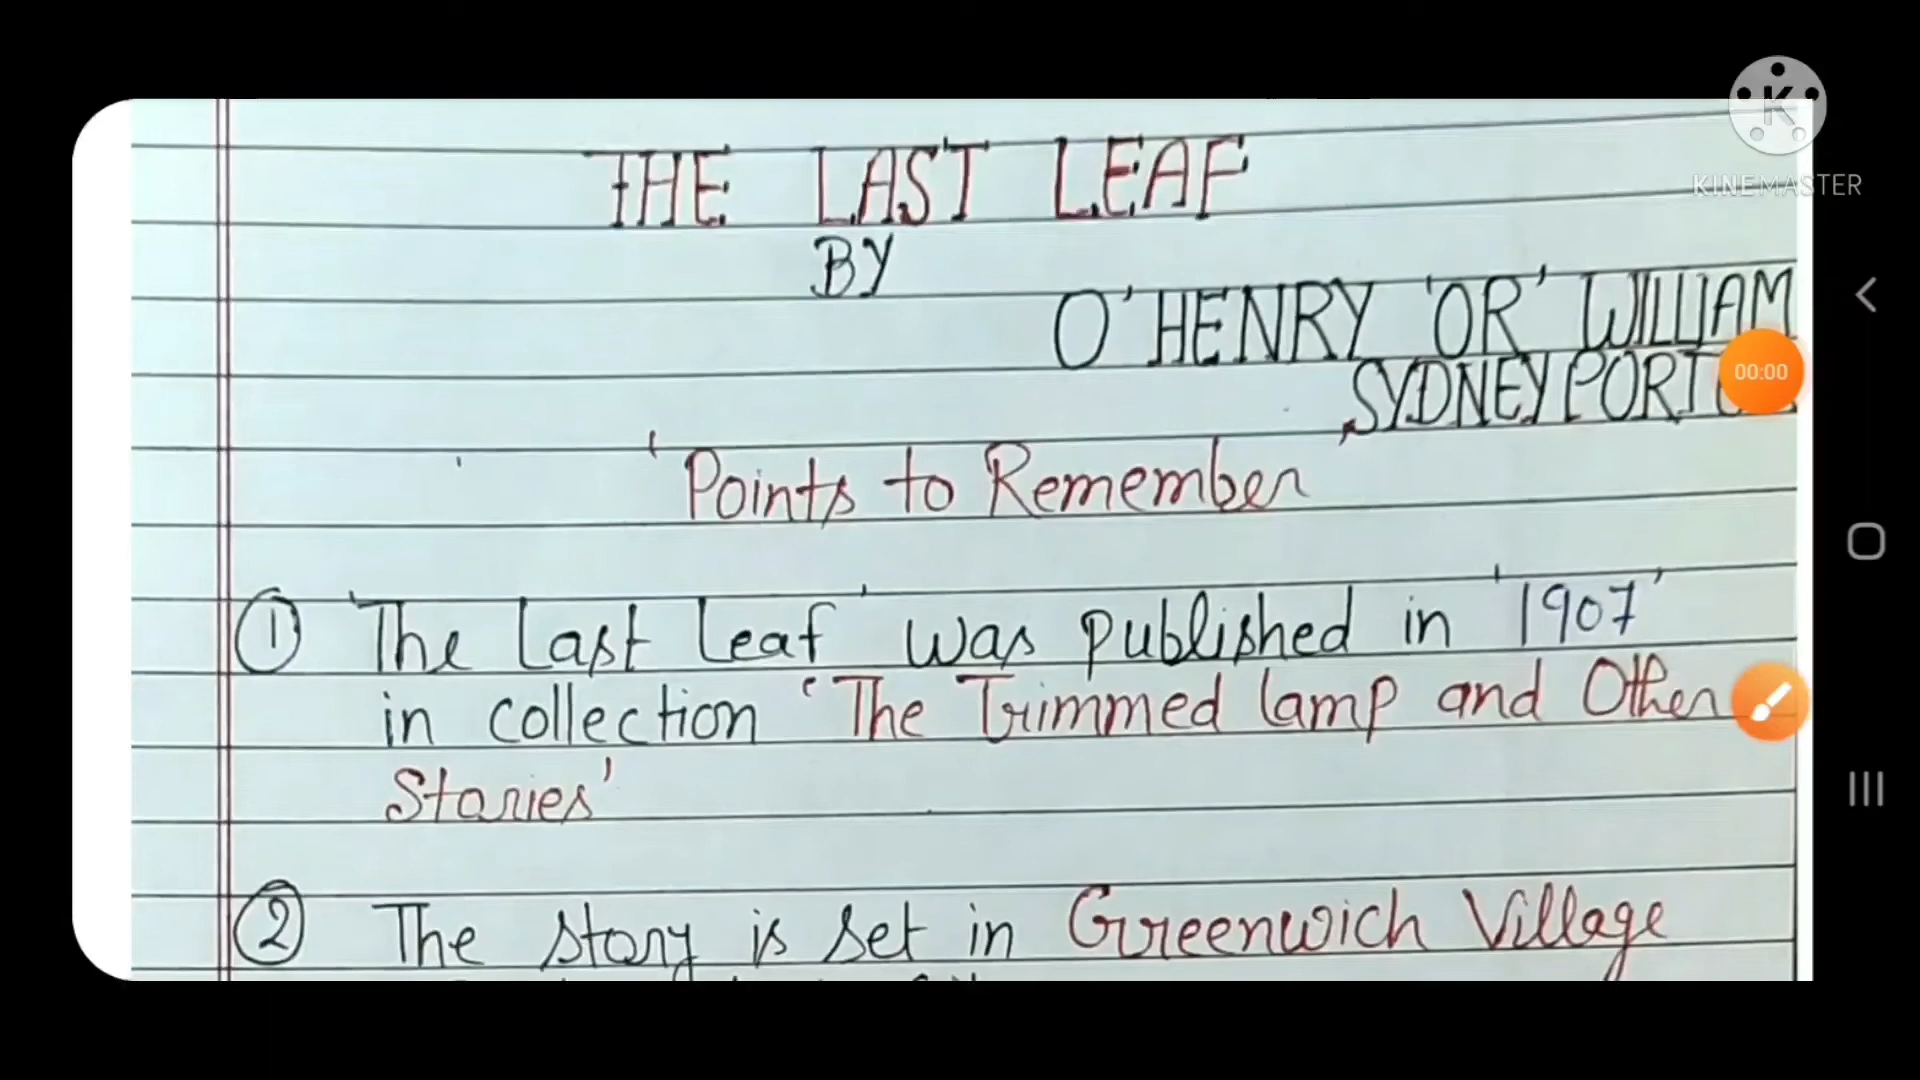 THE LAST LEAF
BY
O'HENRY 'OR' WILLIAM
SYDNEY
'Points to Remember'
① 'The Last Leaf' was published in '1907'
in collection 'The Trimmed Lamp and Other
Stories'
② The story is set in Greenwich Village
K
KINEMASTER
00:00